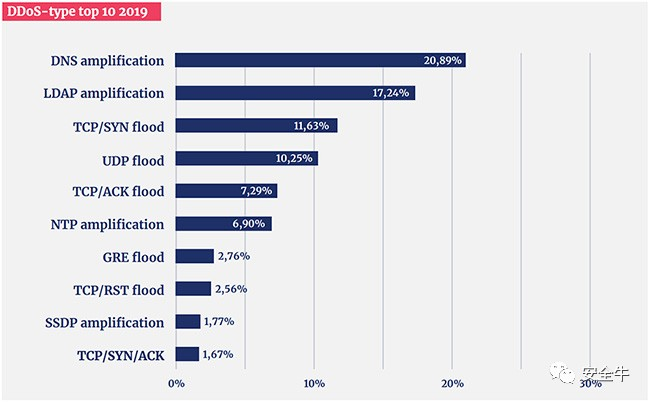 DDoS-type top 10 2019
DNS amplification 20,89%
LDAP amplification 17,24%
TCP/SYN flood 11,63%
UDP flood 10,25%
TCP/ACK flood 7,29%
NTP amplification 6,90%
GRE flood 2,76%
TCP/RST flood 2,56%
SSDP amplification 1,77%
TCP/SYN/ACK 1,67%
安全牛
0% 10% 20% 30%